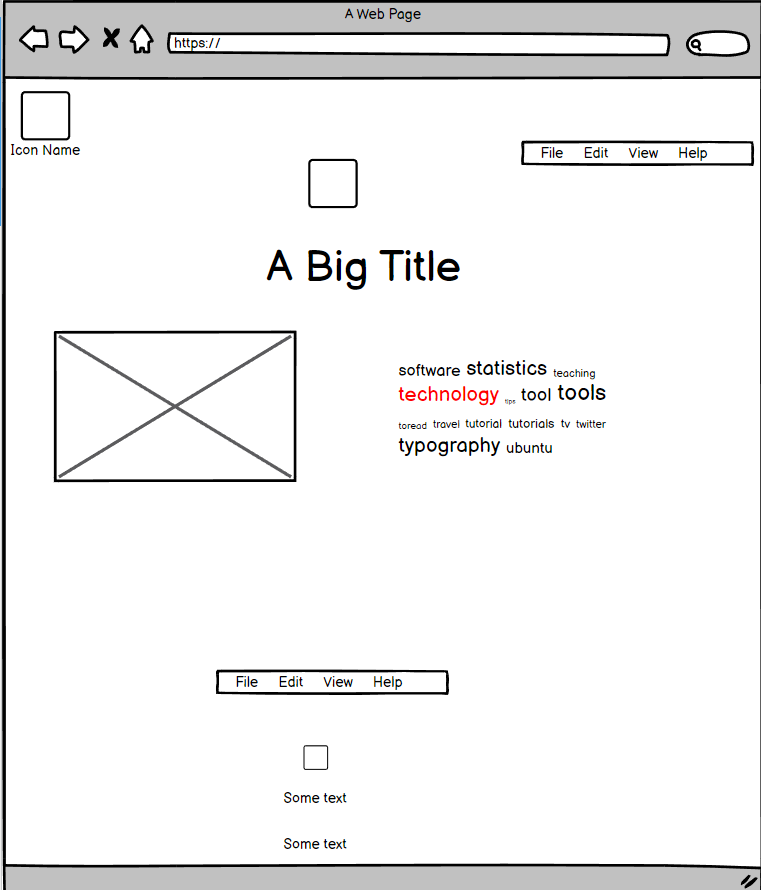 A Web Page
https://
Icon Name
File Edit View Help
A Big Title
software statistics teaching
technology tips tool tools
toread travel tutorial tutorials tv twitter
typography ubuntu
File Edit View Help
Some text
Some text